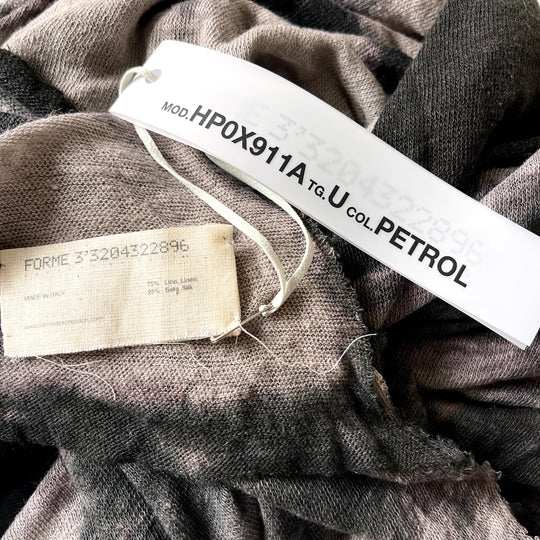 MOD.HP0X911A TG.U COL.PETROL
FORME 3'3204322896
75% Lino, Linen
25% Seta, Silk
MADE IN ITALY